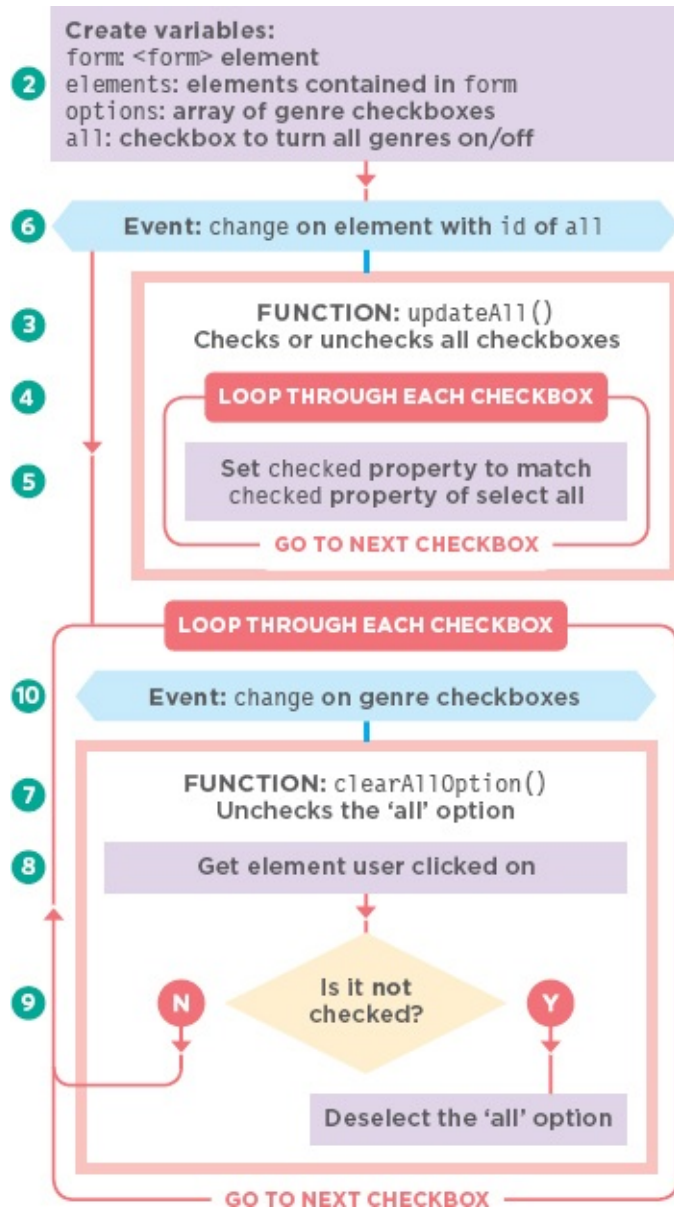 Create variables:
form: <form> element
2
elements: elements contained in form
options: array of genre checkboxes
all: checkbox to turn all genres on/off
6
Event: change on element with id of all
3
FUNCTION: updateAll()
Checks or unchecks all checkboxes
4
LOOP THROUGH EACH CHECKBOX
5
Set checked property to match
checked property of select all
GO TO NEXT CHECKBOX
LOOP THROUGH EACH CHECKBOX
10
Event: change on genre checkboxes
7
FUNCTION: clearAllOption()
Unchecks the ‘all’ option
8
Get element user clicked on
9
N
Is it not
checked?
Y
Deselect the ‘all’ option
GO TO NEXT CHECKBOX